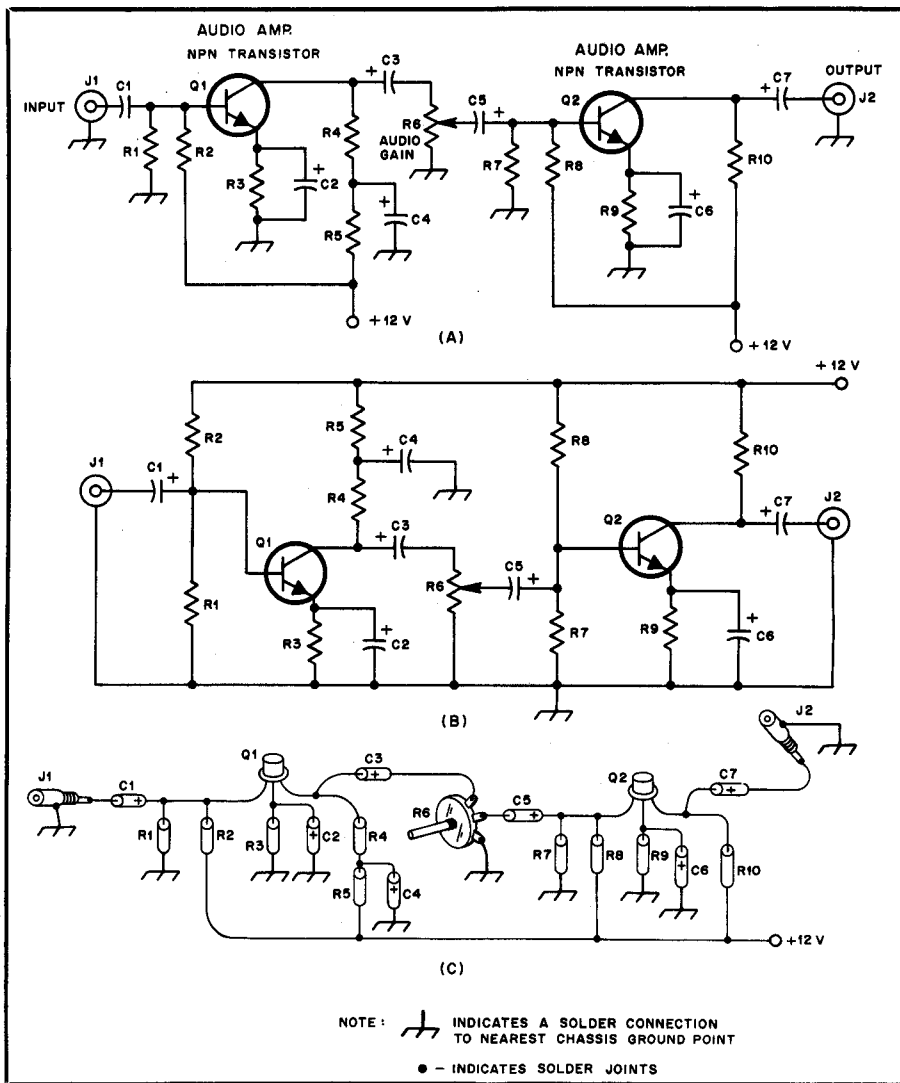 AUDIO AMP.
NPN TRANSISTOR
AUDIO AMP.
NPN TRANSISTOR
J1
INPUT
C1
Q1
R1
R2
R3
+
C2
R4
R5
+
C4
+
C3
R6
AUDIO
GAIN
C5
+
R7
R8
Q2
R9
+
C6
R10
C7
+
OUTPUT
J2
+12 V
+12 V
(A)
+12 V
J1
C1
+
R2
R1
Q1
R5
R4
+
C4
C3
+
R3
+
C2
R6
C5
+
R8
R7
Q2
R9
+
C6
R10
C7
+
J2
(B)
J1
C1
+
R1
R2
Q1
R3
C2
+
C3
+
R4
R5
C4
+
R6
C5
+
R7
R8
Q2
R9
C6
+
C7
+
R10
J2
+12 V
(C)
NOTE: INDICATES A SOLDER CONNECTION
TO NEAREST CHASSIS GROUND POINT
● - INDICATES SOLDER JOINTS